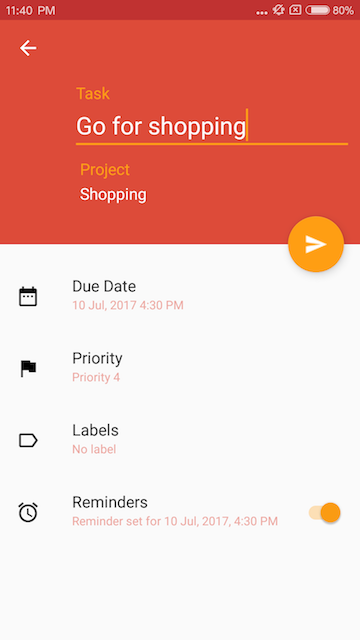 11:40 PM
80%
Task
Go for shopping
Project
Shopping
Due Date
10 Jul, 2017 4:30 PM
Priority
Priority 4
Labels
No label
Reminders
Reminder set for 10 Jul, 2017, 4:30 PM